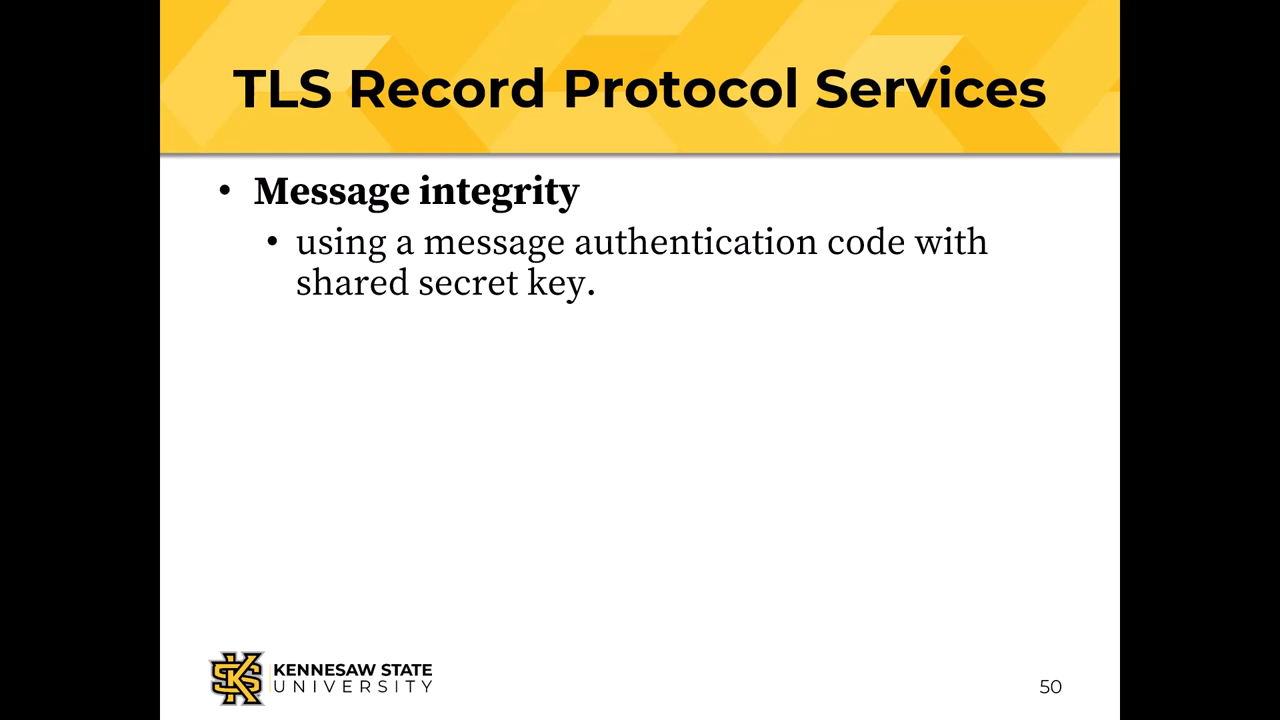 TLS Record Protocol Services
• Message integrity
• using a message authentication code with
shared secret key.
KENNESAW STATE
UNIVERSITY
50